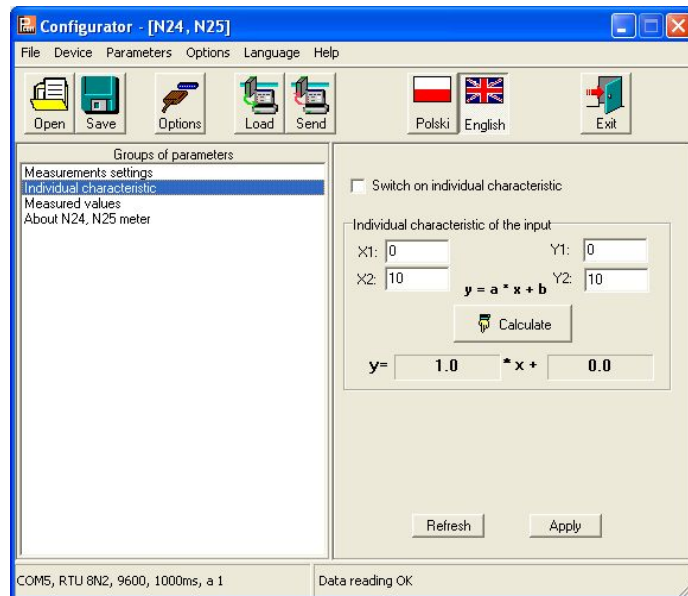 Configurator - [N24, N25]
File Device Parameters Options Language Help
Open Save Options Load Send Polski English Exit
Groups of parameters
Measurements settings
Individual characteristic
Measured values
About N24, N25 meter
Switch on individual characteristic
Individual characteristic of the input
X1: 0 Y1: 0
X2: 10 Y2: 10
y = a * x + b
Calculate
y= 1.0 * x + 0.0
Refresh Apply
COM5, RTU 8N2, 9600, 1000ms, a 1 Data reading OK